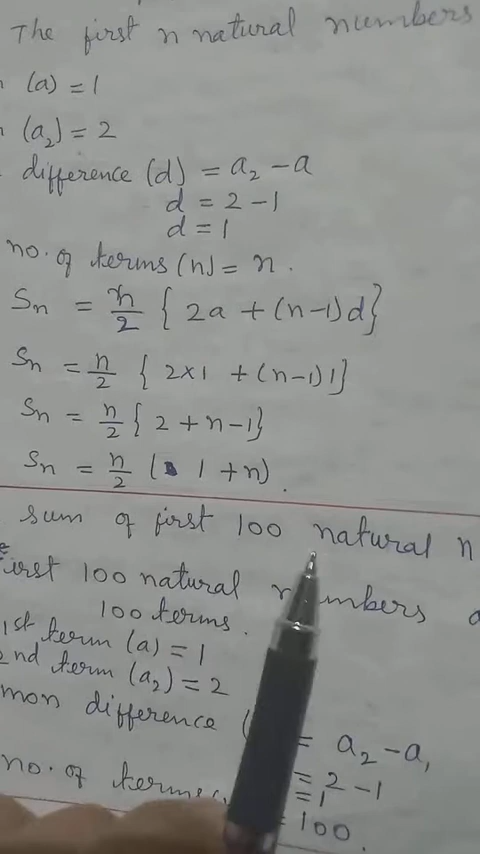 The first n natural numbers
(a) = 1
(a₂) = 2
difference (d) = a₂ - a
d = 2 - 1
d = 1
no. of terms (n) = n.
Sn = n/2 { 2a + (n-1)d}
Sn = n/2 { 2×1 + (n-1)1}
Sn = n/2 { 2 + n - 1}
Sn = n/2 ( 1 + n).
sum of first 100 natural n
first 100 natural numbers
100 terms.
1st term (a) = 1
2nd term (a₂) = 2
mon difference ( = a₂ - a,
= 2 - 1
no. of terms = 1
= 100.